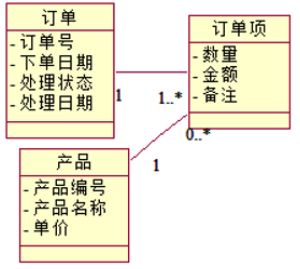 订单
- 订单号
- 下单日期
- 处理状态
- 处理日期
订单项
- 数量
- 金额
- 备注
1
1..*
0..*
1
产品
- 产品编号
- 产品名称
- 单价